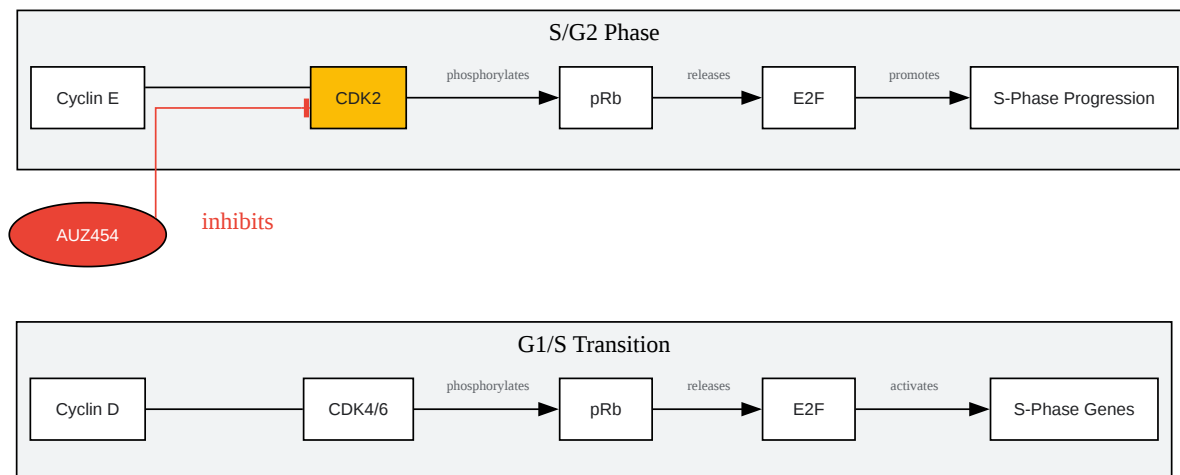 S/G2 Phase
Cyclin E
CDK2
phosphorylates
pRb
releases
E2F
promotes
S-Phase Progression
AUZ454
inhibits
G1/S Transition
Cyclin D
CDK4/6
phosphorylates
pRb
releases
E2F
activates
S-Phase Genes